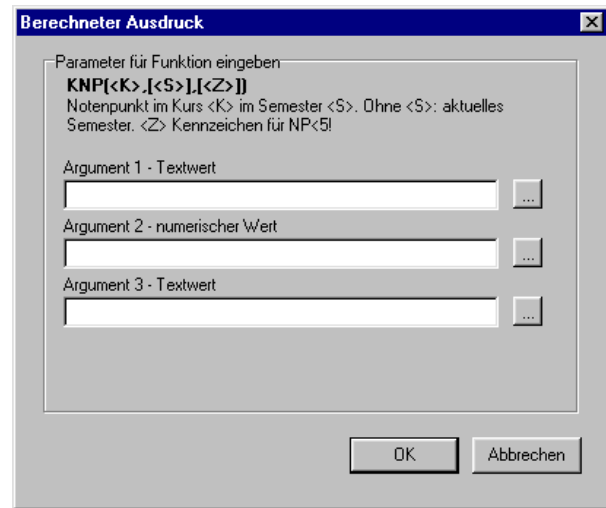 Berechneter Ausdruck
Parameter für Funktion eingeben
KNP(<K>,[<S>],[<Z>])
Notenpunkt im Kurs <K> im Semester <S>. Ohne <S>: aktuelles
Semester. <Z> Kennzeichen für NP<5!
Argument 1 - Textwert
...
Argument 2 - numerischer Wert
...
Argument 3 - Textwert
...
OK Abbrechen